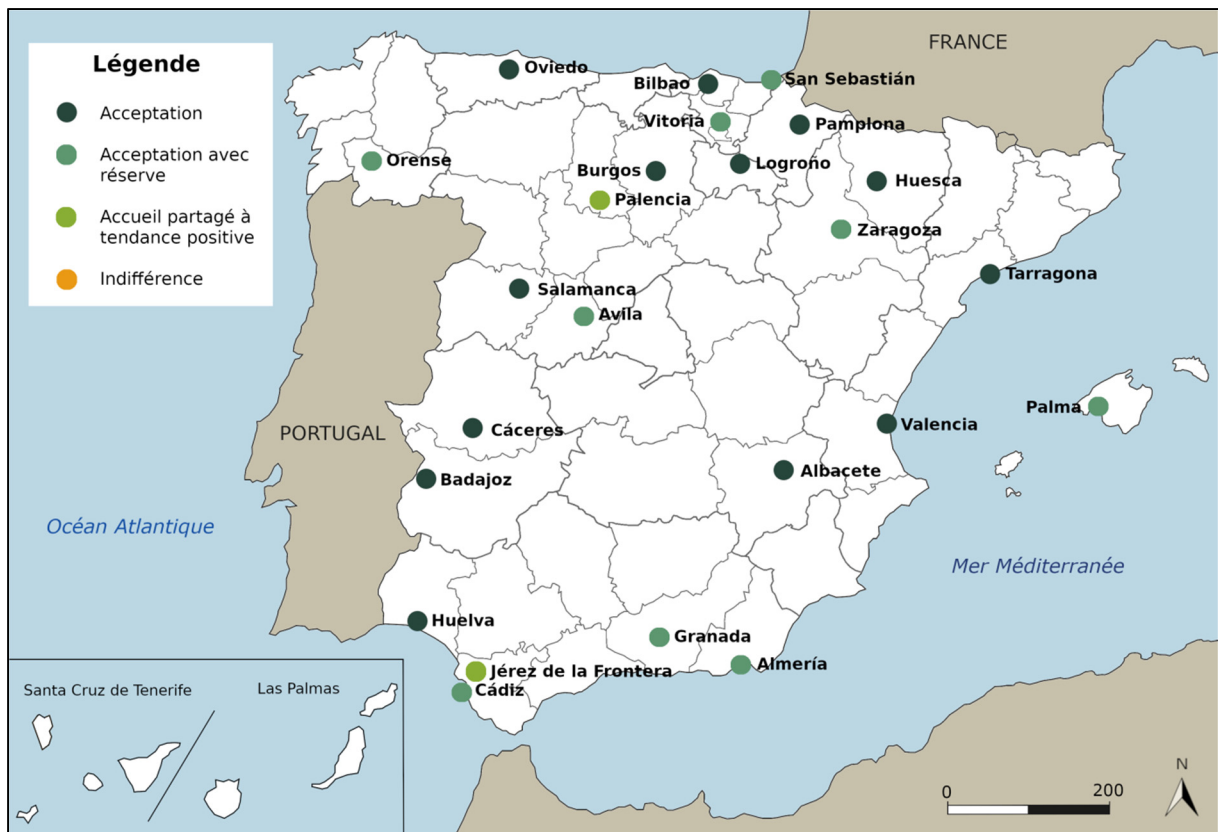 Légende
Acceptation
Acceptation avec
réserve
Accueil partagé à
tendance positive
Indifférence
FRANCE
Oviedo
Bilbao
San Sebastián
Vitoria
Pamplona
Orense
Burgos
Logroño
Huesca
Palencia
Zaragoza
Tarragona
Salamanca
Avila
Palma
PORTUGAL
Cáceres
Valencia
Albacete
Badajoz
Océan Atlantique
Mer Méditerranée
Huelva
Granada
Almería
Jérez de la Frontera
Cádiz
Santa Cruz de Tenerife
Las Palmas
N
0 200